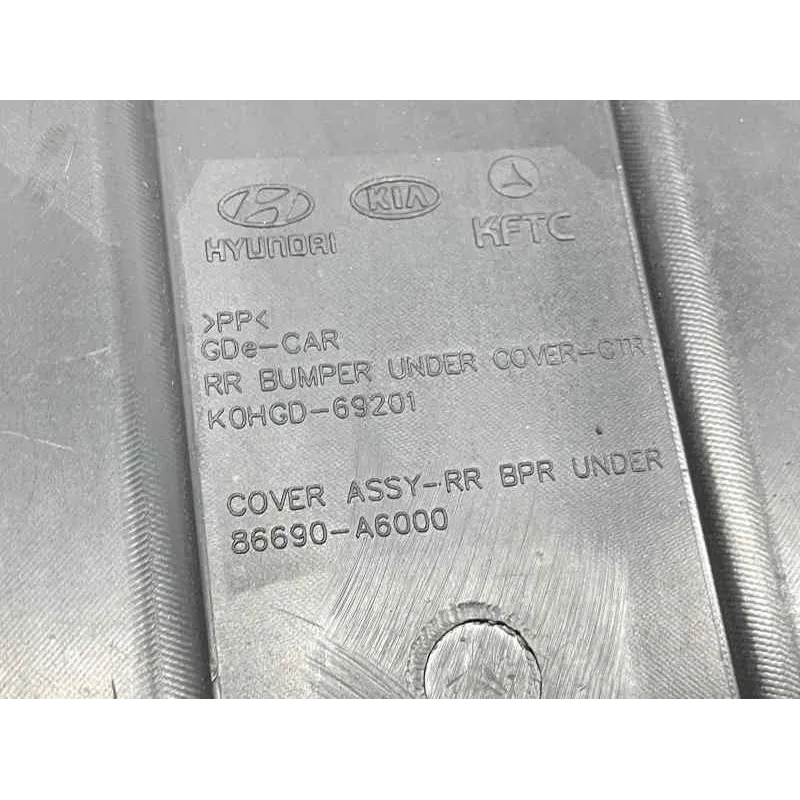 HYUNDAI KIA KFTC
>PP<
GDe-CAR
RR BUMPER UNDER COVER-CTR
K0HGD-69201
COVER ASSY-RR BPR UNDER
86690-A6000